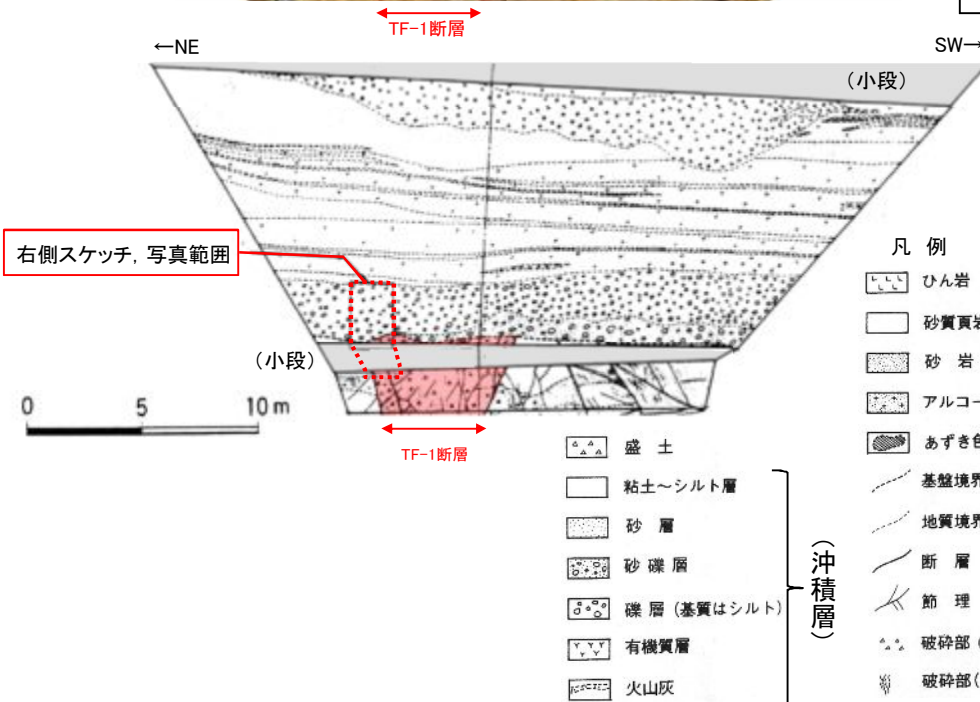 TF-1断層
←NE
SW→
(小段)
右側スケッチ, 写真範囲
(小段)
0 5 10 m
TF-1断層
盛 土
粘土～シルト層
砂 層
砂 礫 層
礫 層 (基質はシルト)
有機質層
火山灰
(沖積層)
凡 例
ひん岩
砂質頁岩
砂 岩
アルコー
あずき色
基盤境界
地質境界
断 層
節 理
破砕部 (
破砕部(